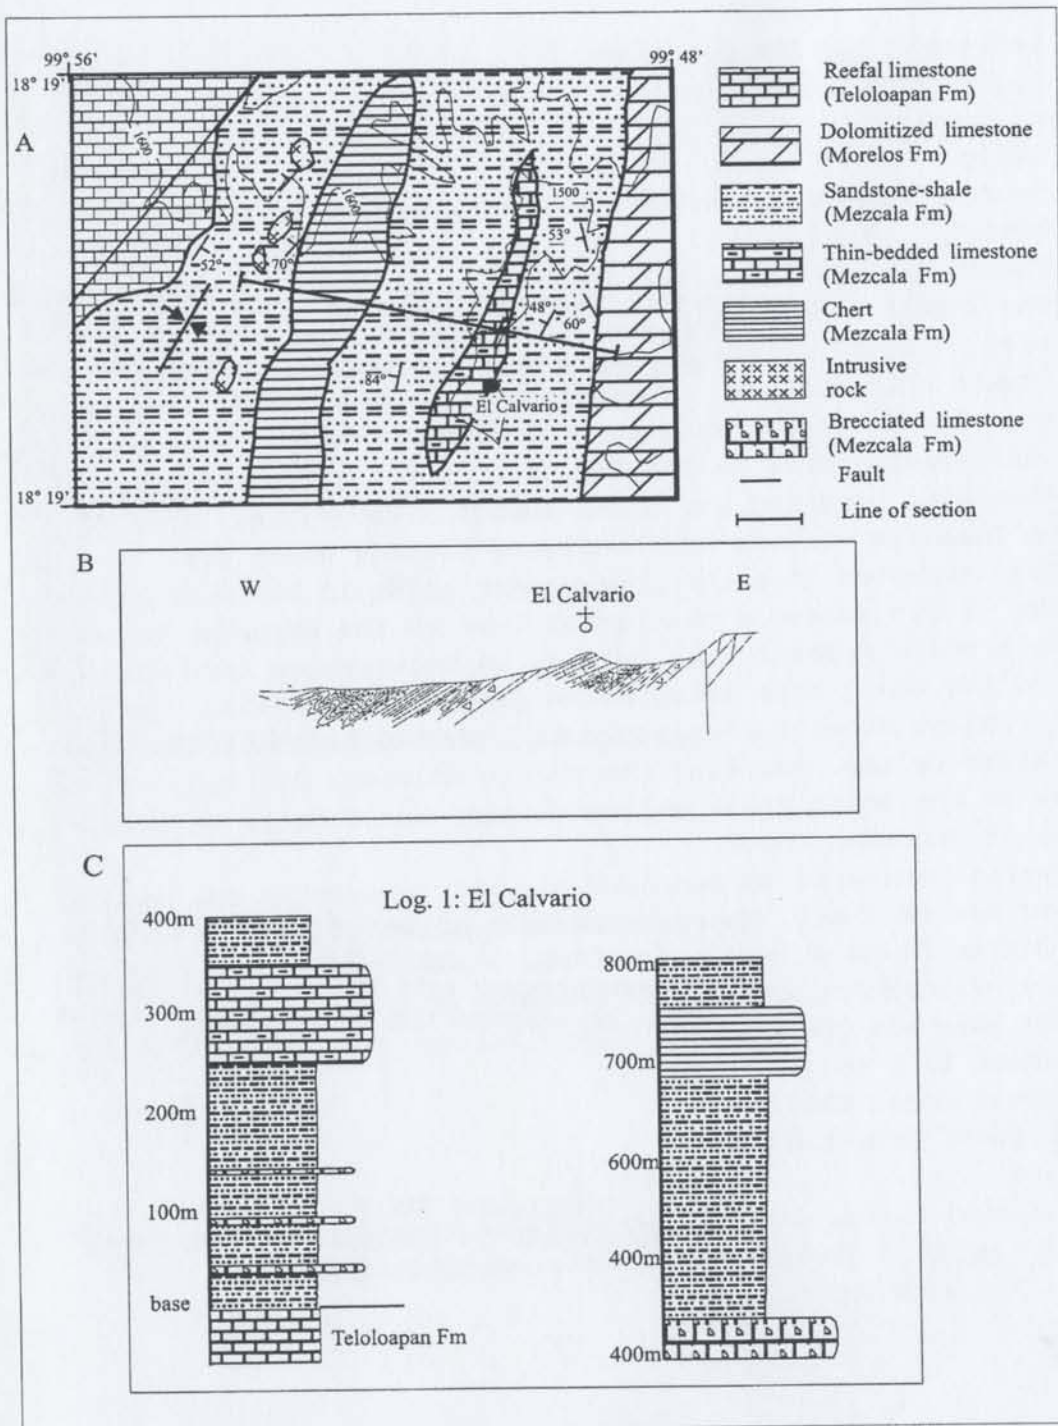 99° 56'
99° 48'
18° 19'
A
1600
1600
1500
52°
70°
53°
48°
60°
84°
El Calvario
18° 19'
Reefal limestone
(Teloloapan Fm)
Dolomitized limestone
(Morelos Fm)
Sandstone-shale
(Mezcala Fm)
Thin-bedded limestone
(Mezcala Fm)
Chert
(Mezcala Fm)
Intrusive
rock
Brecciated limestone
(Mezcala Fm)
Fault
Line of section
B
W
E
El Calvario
C
Log. 1: El Calvario
400m
300m
200m
100m
base
Teloloapan Fm
800m
700m
600m
400m
400m